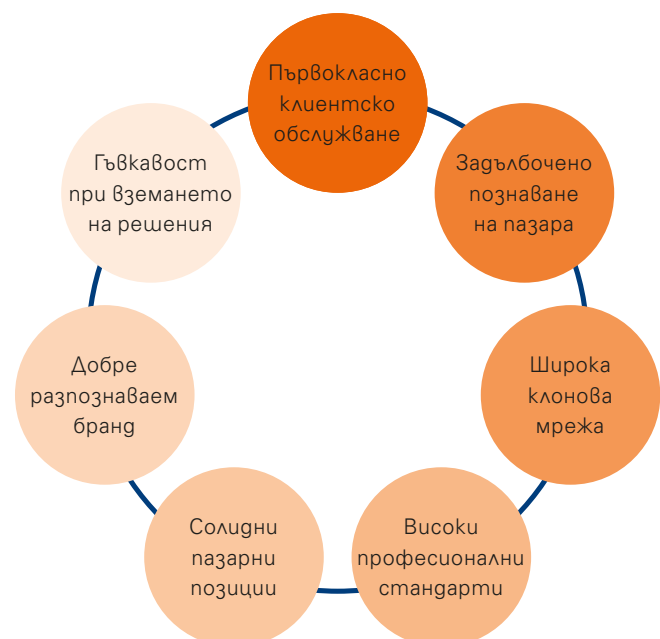 Първокласно
клиентско
обслужване
Задълбочено
познаване
на пазара
Широка
клонова
мрежа
Високи
професионални
стандарти
Солидни
пазарни
позиции
Добре
разпознаваем
бранд
Гъвкавост
при вземането
на решения